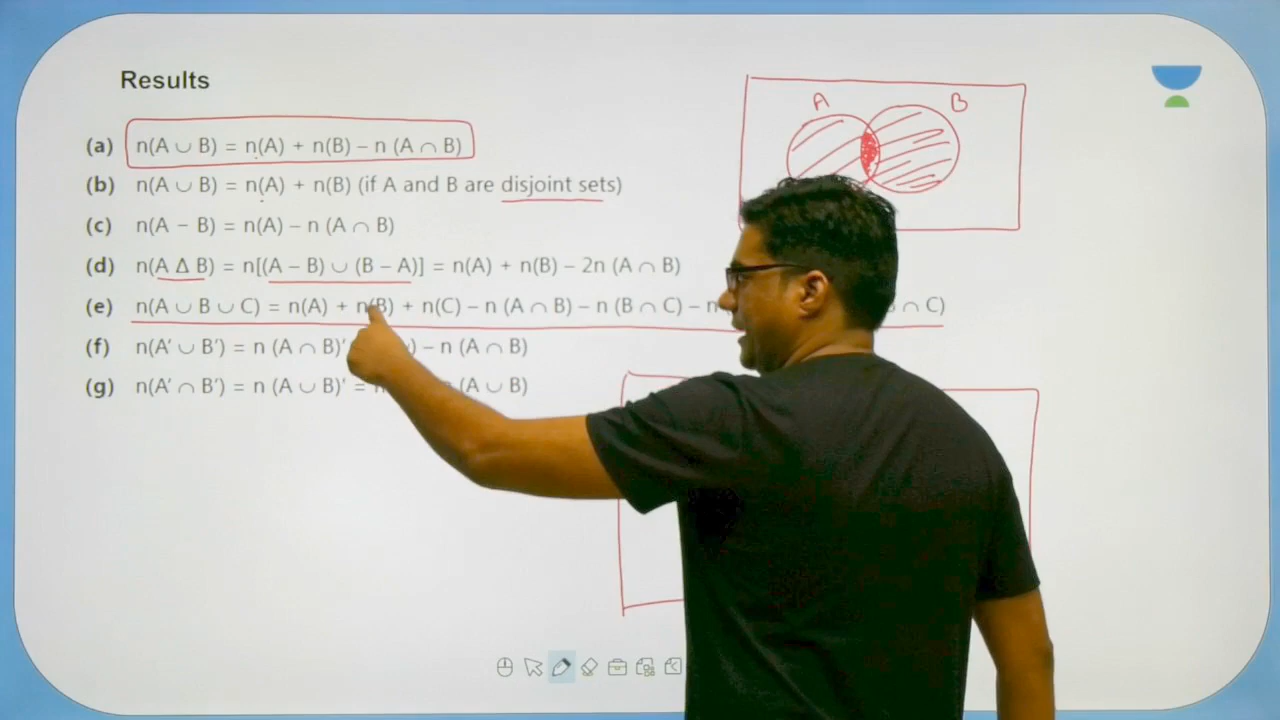 Results
A
B
(a) n(A ∪ B) = n(A) + n(B) – n (A ∩ B)
(b) n(A ∪ B) = n(A) + n(B) (if A and B are disjoint sets)
(c) n(A – B) = n(A) – n (A ∩ B)
(d) n(A Δ B) = n[(A – B) ∪ (B – A)] = n(A) + n(B) – 2n (A ∩ B)
(e) n(A ∪ B ∪ C) = n(A) + n(B) + n(C) – n (A ∩ B) – n (B ∩ C) – n ∩ C)
(f) n(A′ ∪ B′) = n (A ∩ B)′ – n (A ∩ B)
(g) n(A′ ∩ B′) = n (A ∪ B)′ = (A ∪ B)